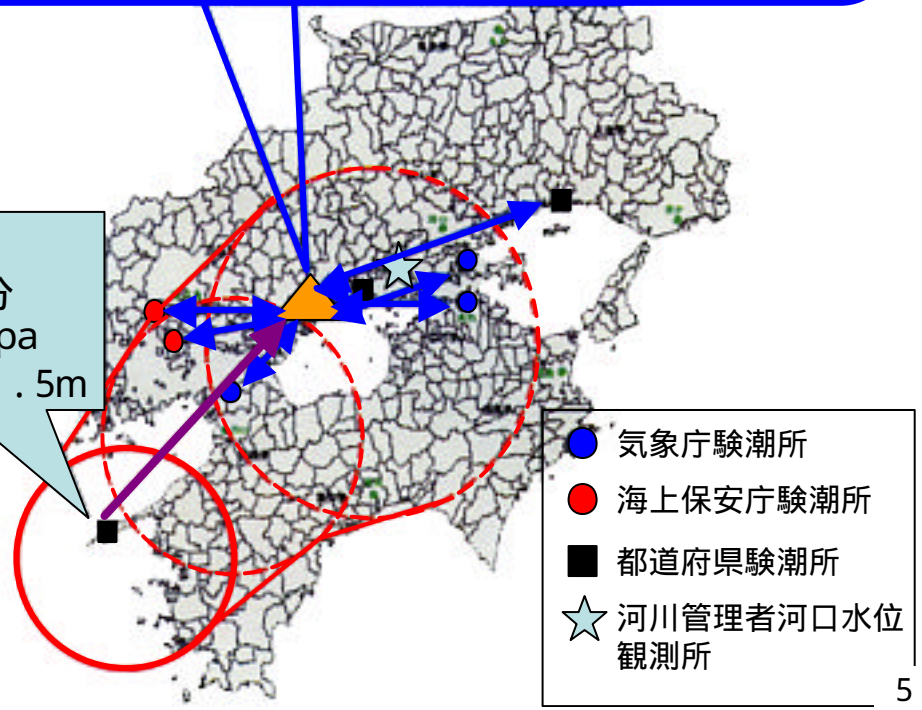 分
pa
. 5m
気象庁験潮所
海上保安庁験潮所
都道府県験潮所
河川管理者河口水位
観測所
5